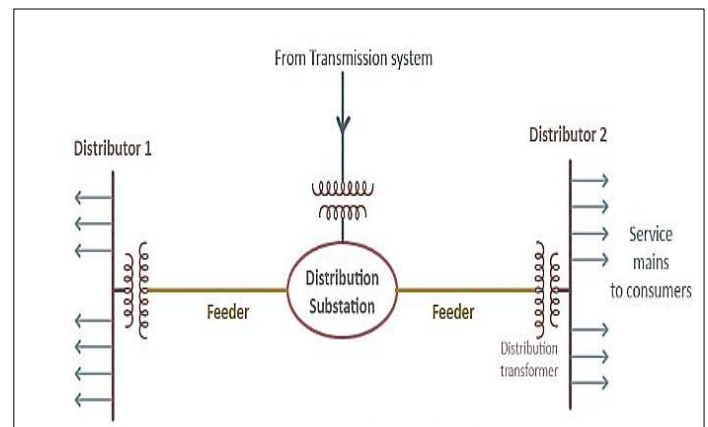 From Transmission system
Distributor 1
Distributor 2
Service
mains
to consumers
Distribution
Substation
Feeder
Feeder
Distribution
transformer